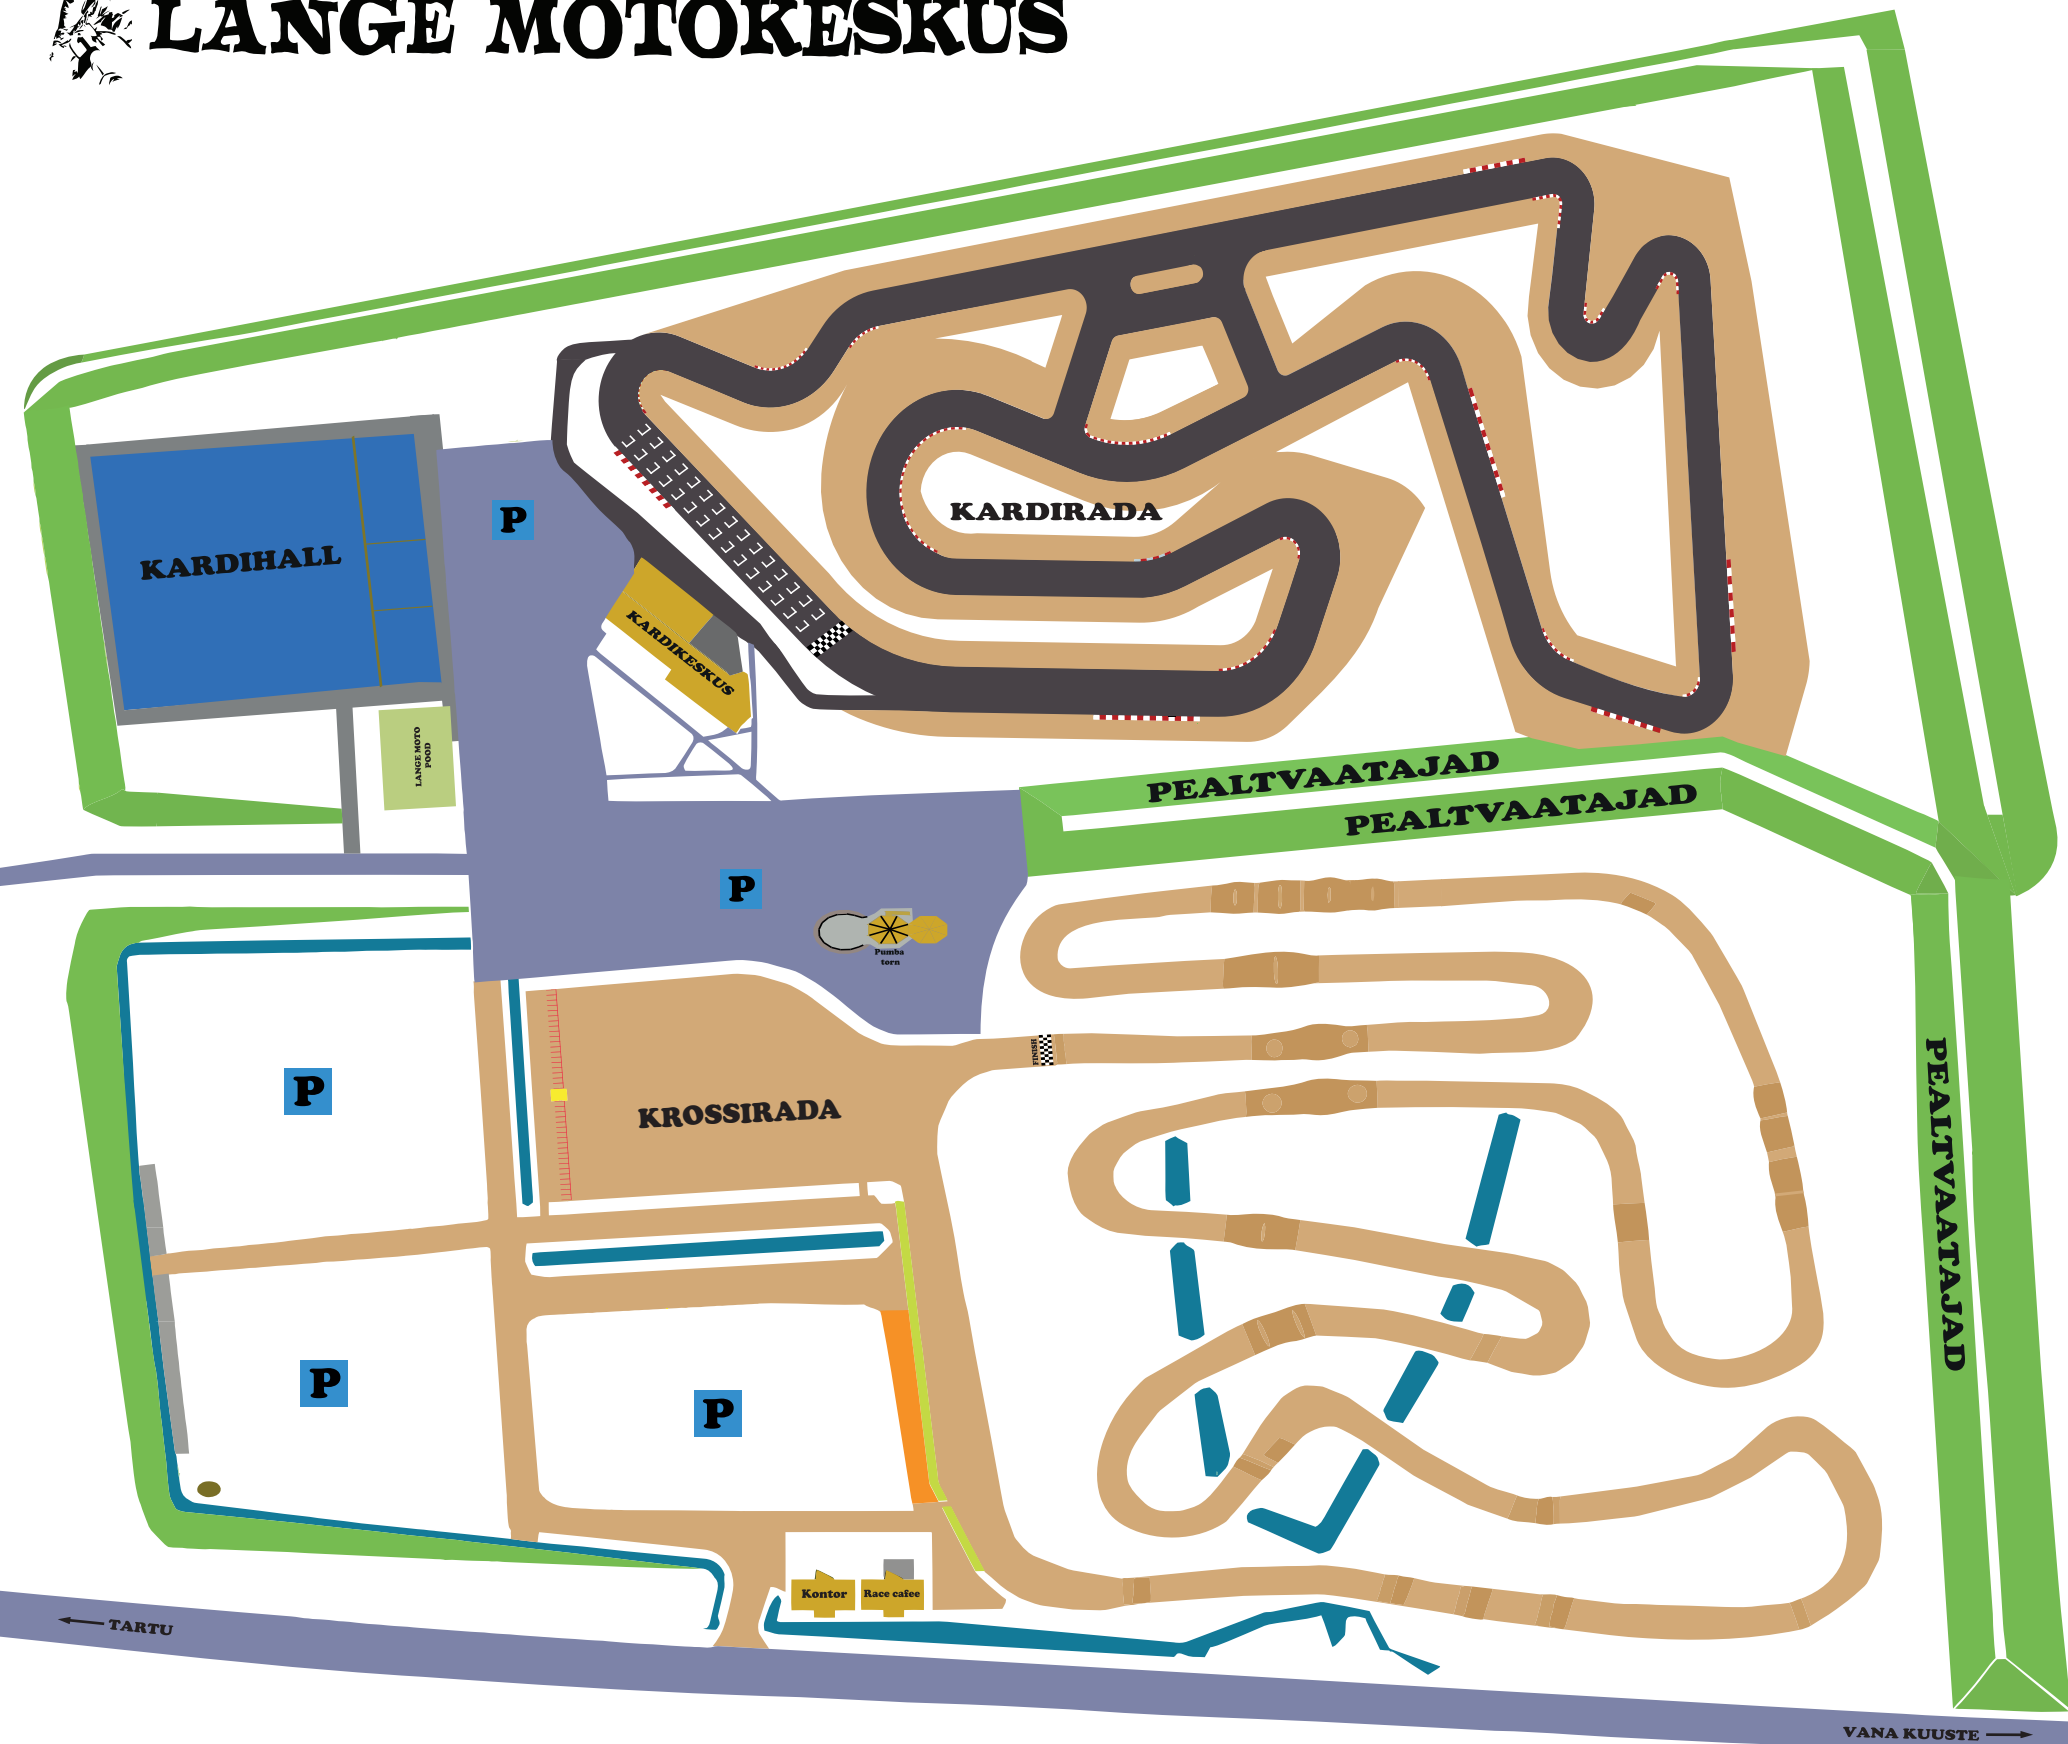 LANGE MOTOKESKUS
P
KARDIRADA
KARDIHALL
KARDIKESKUS
LANGE MOTO
POOD
PEALTVAATAJAD
PEALTVAATAJAD
P
Pumba
torn
FINISH
P
KROSSIRADA
PEALTVAATAJAD
P
P
Kontor
Race cafee
TARTU
VANA KUUSTE